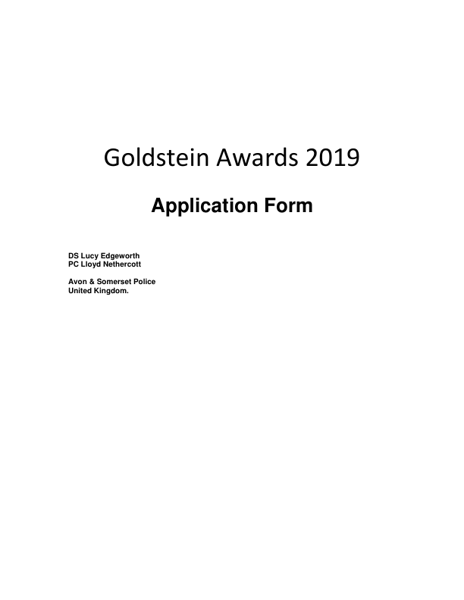 Goldstein Awards 2019
Application Form
DS Lucy Edgeworth
PC Lloyd Nethercott
Avon & Somerset Police
United Kingdom.